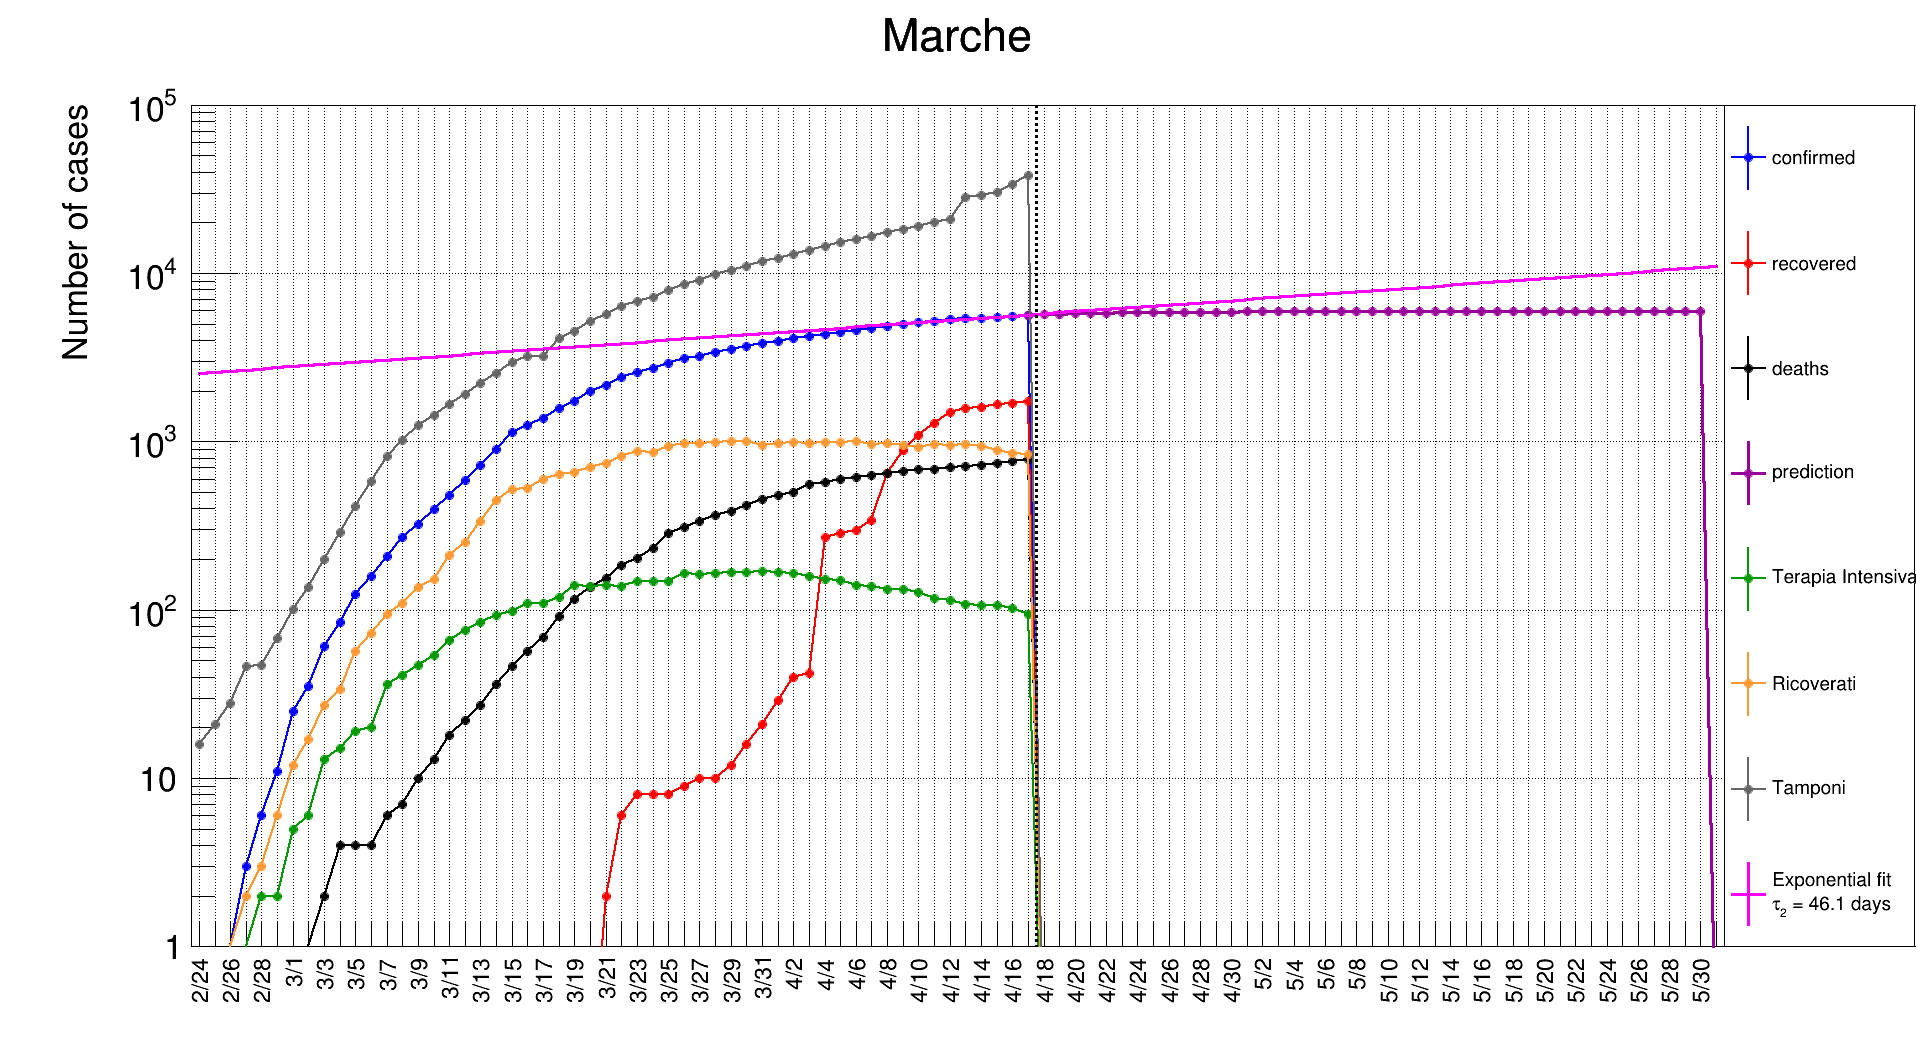 Marche
Number of cases
10^5
10^4
10^3
10^2
10
1
2/24 2/26 2/28 3/1 3/3 3/5 3/7 3/9 3/11 3/13 3/15 3/17 3/19 3/21 3/23 3/25 3/27 3/29 3/31 4/2 4/4 4/6 4/8 4/10 4/12 4/14 4/16 4/18 4/20 4/22 4/24 4/26 4/28 4/30 5/2 5/4 5/6 5/8 5/10 5/12 5/14 5/16 5/18 5/20 5/22 5/24 5/26 5/28 5/30
confirmed
recovered
deaths
prediction
Terapia Intensiva
Ricoverati
Tamponi
Exponential fit
τ₂ = 46.1 days